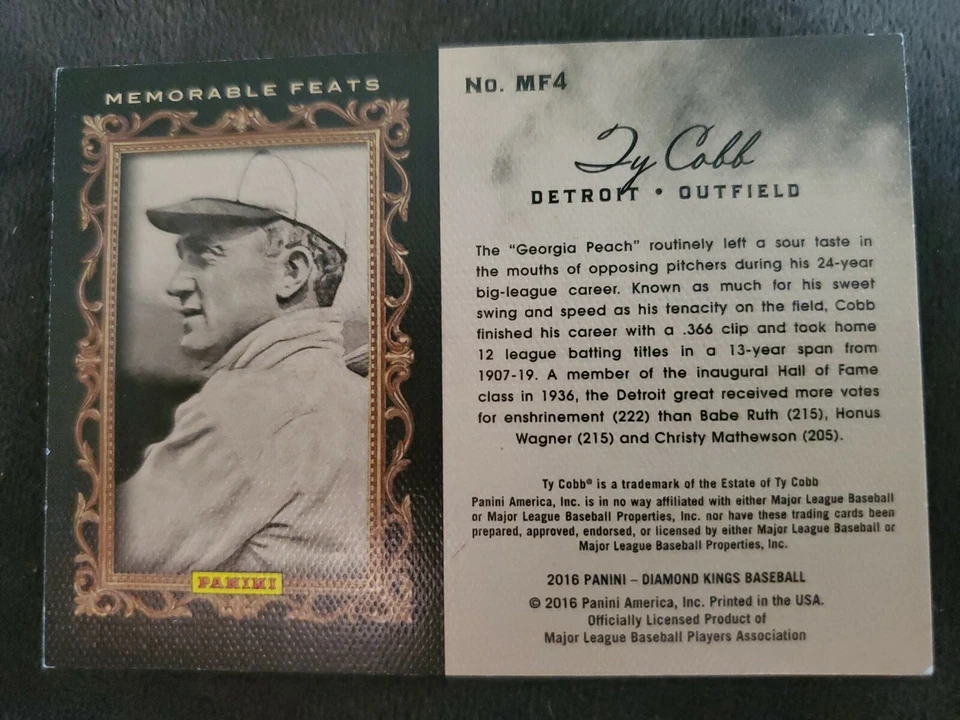 MEMORABLE FEATS
PANINI
No. MF4
Ty Cobb
DETROIT • OUTFIELD
The “Georgia Peach” routinely left a sour taste in
the mouths of opposing pitchers during his 24-year
big-league career. Known as much for his sweet
swing and speed as his tenacity on the field, Cobb
finished his career with a .366 clip and took home
12 league batting titles in a 13-year span from
1907-19. A member of the inaugural Hall of Fame
class in 1936, the Detroit great received more votes
for enshrinement (222) than Babe Ruth (215), Honus
Wagner (215) and Christy Mathewson (205).
Ty Cobb® is a trademark of the Estate of Ty Cobb
Panini America, Inc. is in no way affiliated with either Major League Baseball
or Major League Baseball Properties, Inc. nor have these trading cards been
prepared, approved, endorsed, or licensed by either Major League Baseball or
Major League Baseball Properties, Inc.
2016 PANINI – DIAMOND KINGS BASEBALL
© 2016 Panini America, Inc. Printed in the USA.
Officially Licensed Product of
Major League Baseball Players Association